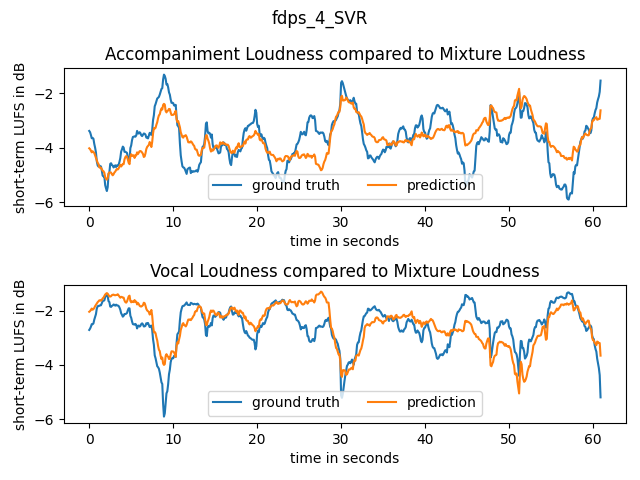 fdps_4_SVR
Accompaniment Loudness compared to Mixture Loudness
short-term LUFS in dB
−2
−4
−6
ground truth
prediction
0 10 20 30 40 50 60
time in seconds
Vocal Loudness compared to Mixture Loudness
short-term LUFS in dB
−2
−4
−6
ground truth
prediction
0 10 20 30 40 50 60
time in seconds